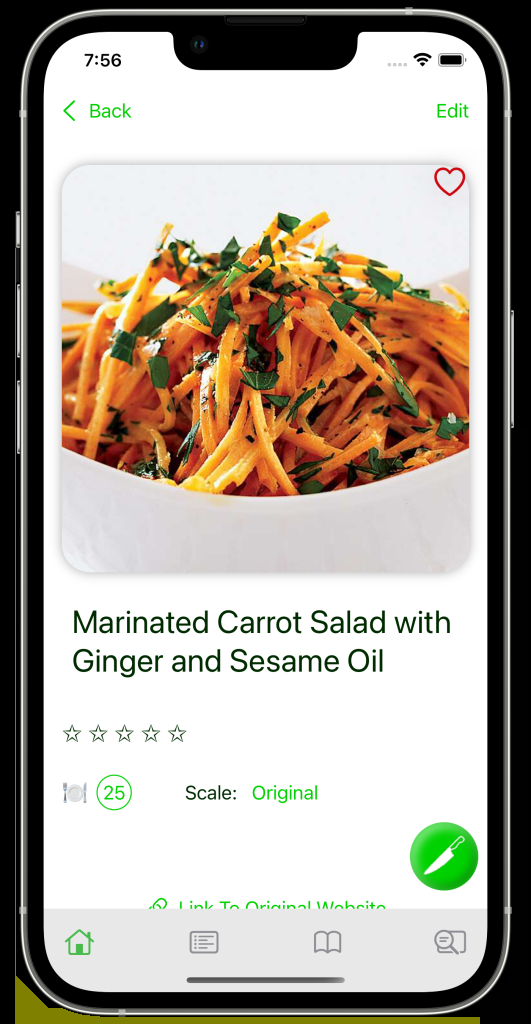 7:56
Back
Edit
Marinated Carrot Salad with
Ginger and Sesame Oil
25
Scale: Original
Link To Original Website